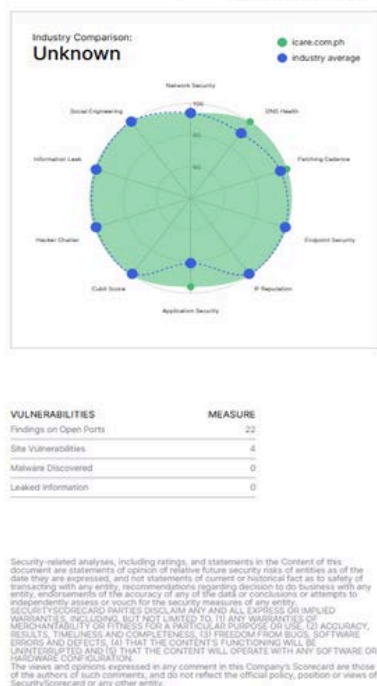 Industry Comparison:
Unknown
icare.com.ph
industry average
Network Security
100
DNS Health
Patching Cadence
Endpoint Security
IP Reputation
Application Security
Cubit Score
Hacker Chatter
Information Leak
Social Engineering
VULNERABILITIES MEASURE
Findings on Open Ports 22
Site Vulnerabilities 4
Malware Discovered 0
Leaked Information 0
Security-related analyses, including ratings, and statements in the Content of this
document are statements of opinion of relative future security risks of entities as of the
date they are expressed, and not statements of current or historical fact as to safety of
transacting with any entity, recommendations regarding decision to do business with any
entity, endorsements of the accuracy of any of the data or conclusions or attempts to
independently assess or vouch for the security measures of any entity.
SECURITYSCORECARD PARTIES DISCLAIM ANY AND ALL EXPRESS OR IMPLIED
WARRANTIES, INCLUDING, BUT NOT LIMITED TO, (1) ANY WARRANTIES OF
MERCHANTABILITY OR FITNESS FOR A PARTICULAR PURPOSE OR USE, (2) ACCURACY,
RESULTS, TIMELINESS AND COMPLETENESS, (3) FREEDOM FROM BUGS, SOFTWARE
ERRORS AND DEFECTS, (4) THAT THE CONTENT'S FUNCTIONING WILL BE
UNINTERRUPTED AND (5) THAT THE CONTENT WILL OPERATE WITH ANY SOFTWARE OR
HARDWARE CONFIGURATION.
The views and opinions expressed in any comment in this Company's Scorecard are those
of the authors of such comments, and do not reflect the official policy, position or views of
SecurityScorecard or any other entity.